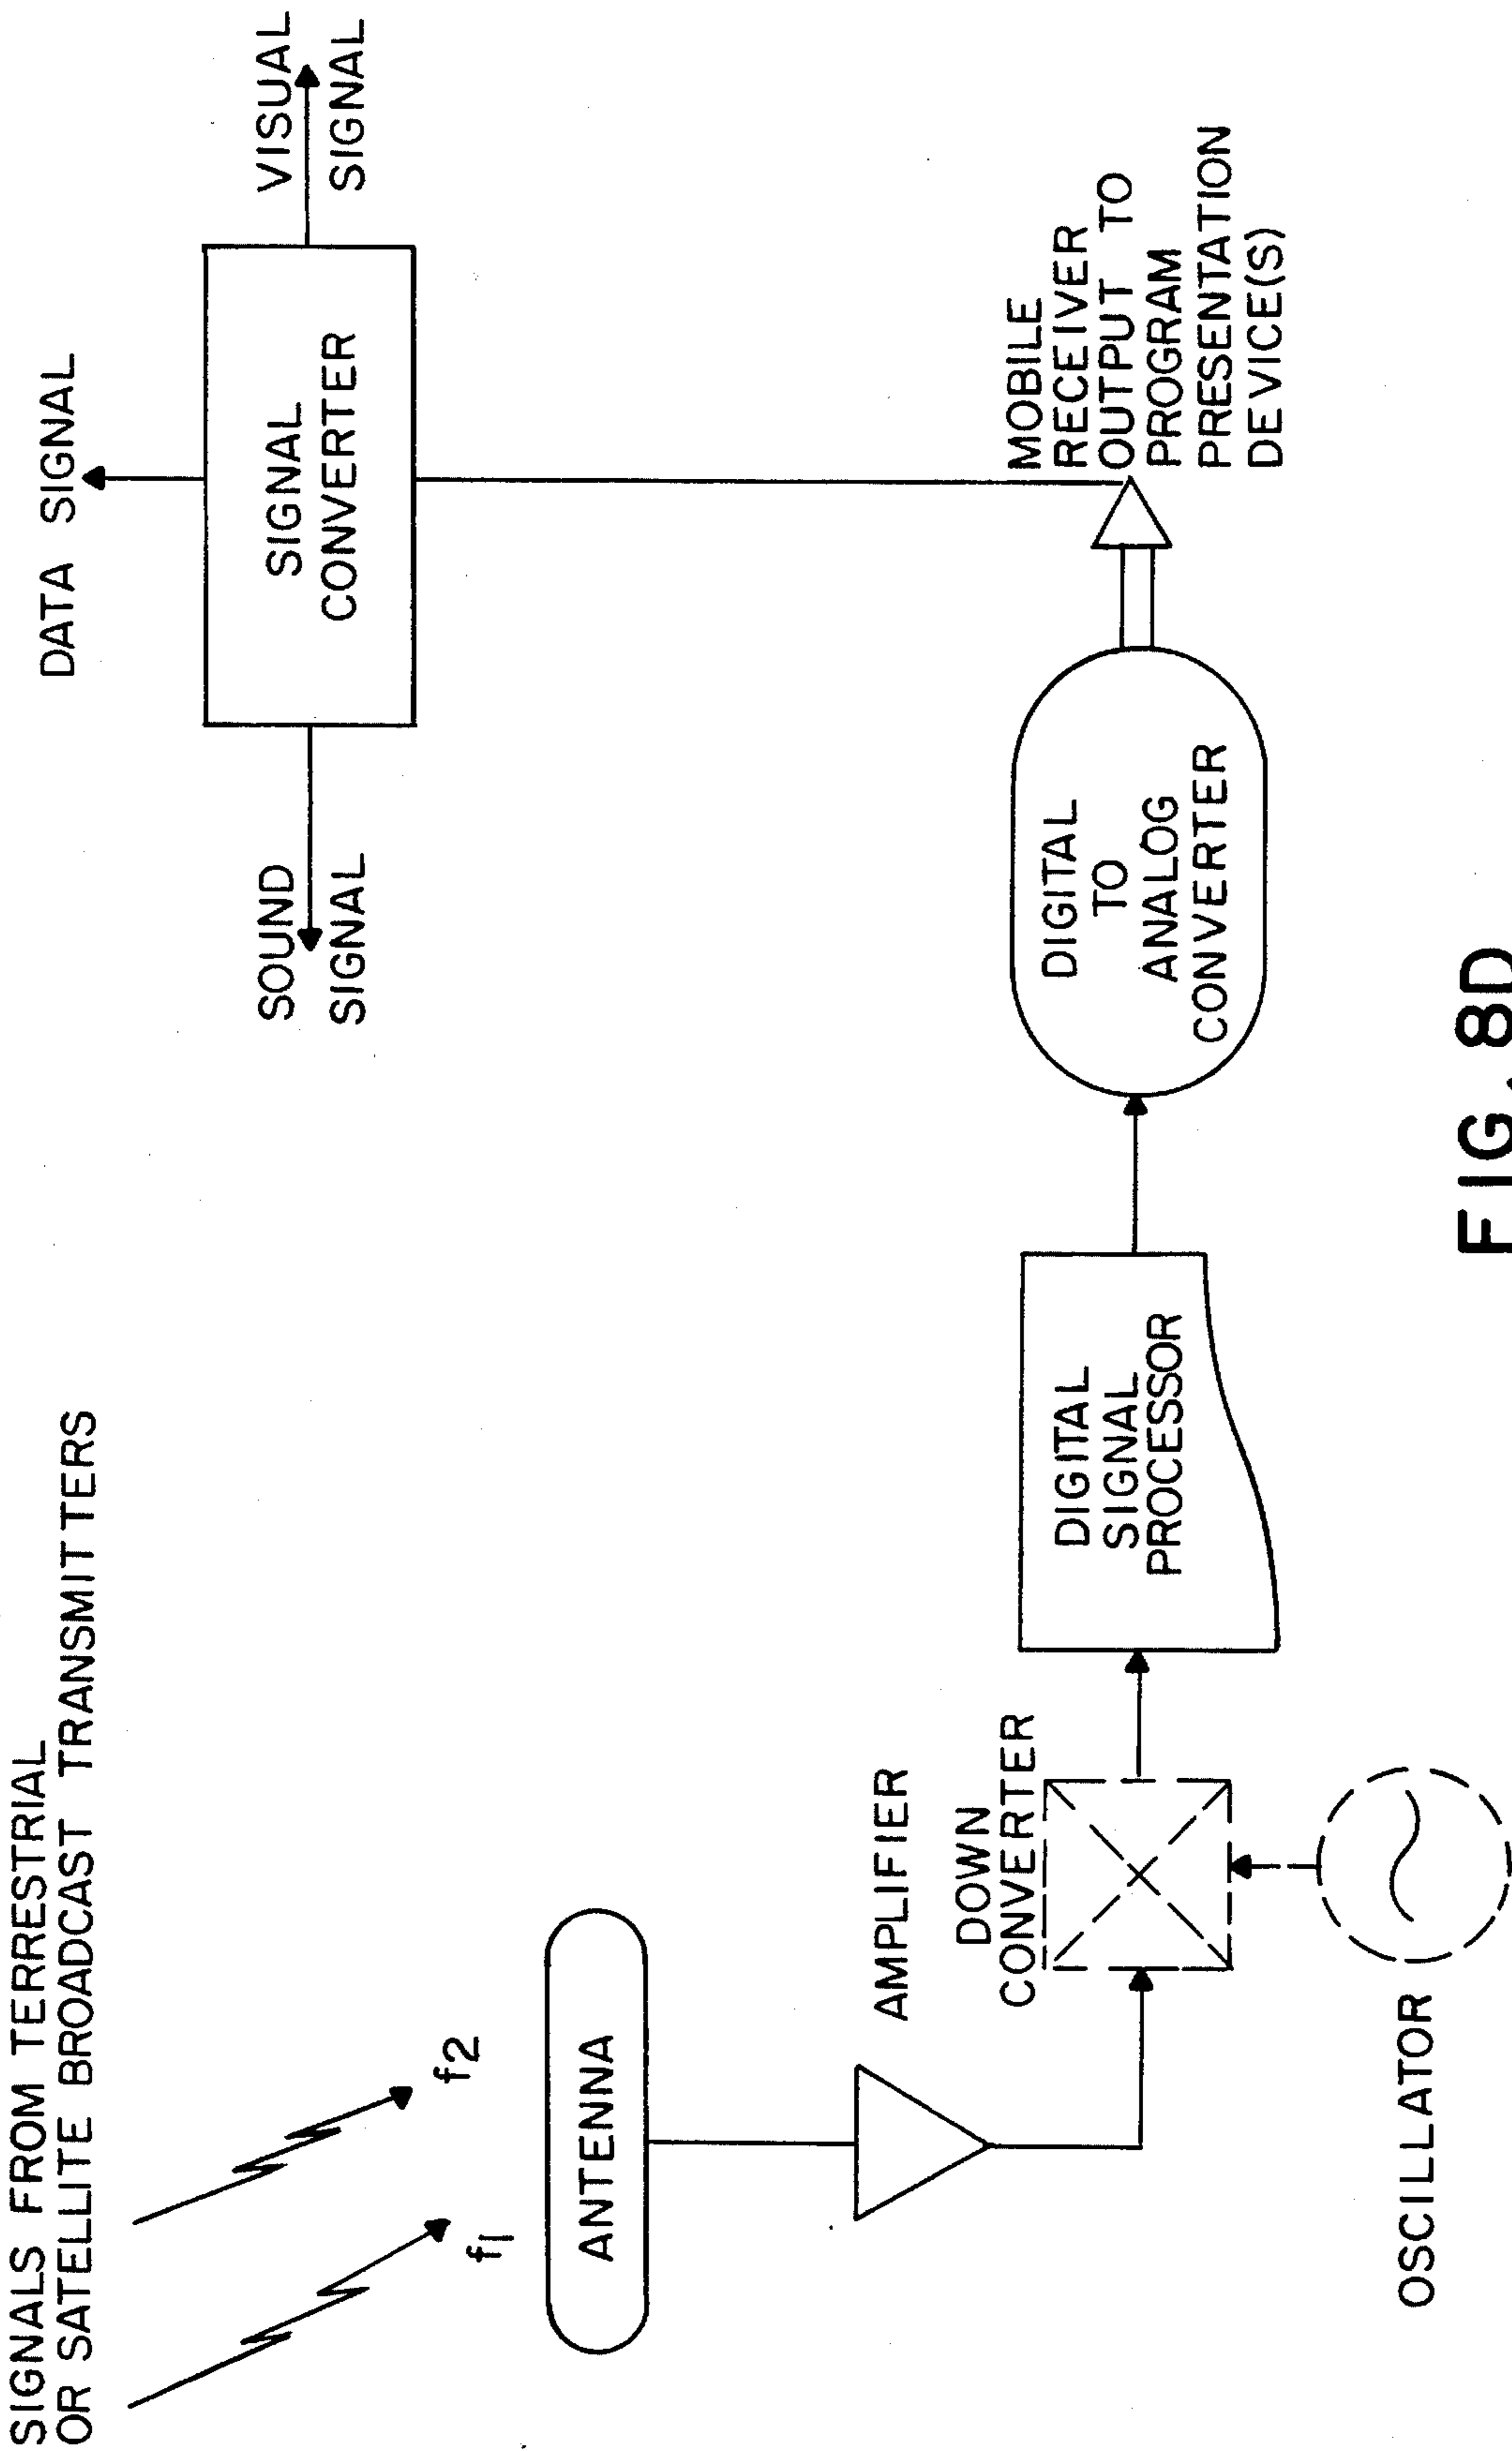 SIGNALS FROM TERRESTRIAL
OR SATELLITE BROADCAST TRANSMITTERS
f1
f2
ANTENNA
AMPLIFIER
DOWN
CONVERTER
OSCILLATOR
DIGITAL
SIGNAL
PROCESSOR
DIGITAL
TO
ANALOG
CONVERTER
MOBILE
RECEIVER
OUTPUT TO
PROGRAM
PRESENTATION
DEVICE(S)
SIGNAL
CONVERTER
SOUND
SIGNAL
DATA SIGNAL
VISUAL
SIGNAL
FIG. 8D